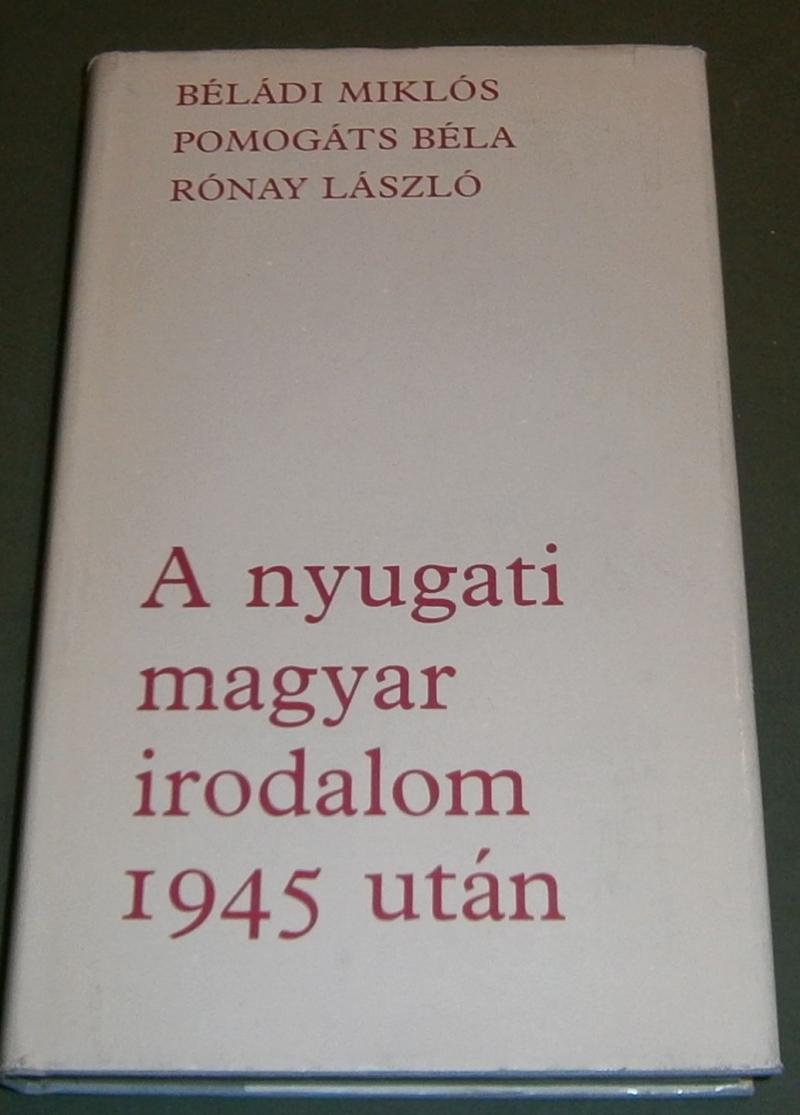 BÉLÁDI MIKLÓS
POMOGÁTS BÉLA
RÓNAY LÁSZLÓ
A nyugati
magyar
irodalom
1945 után